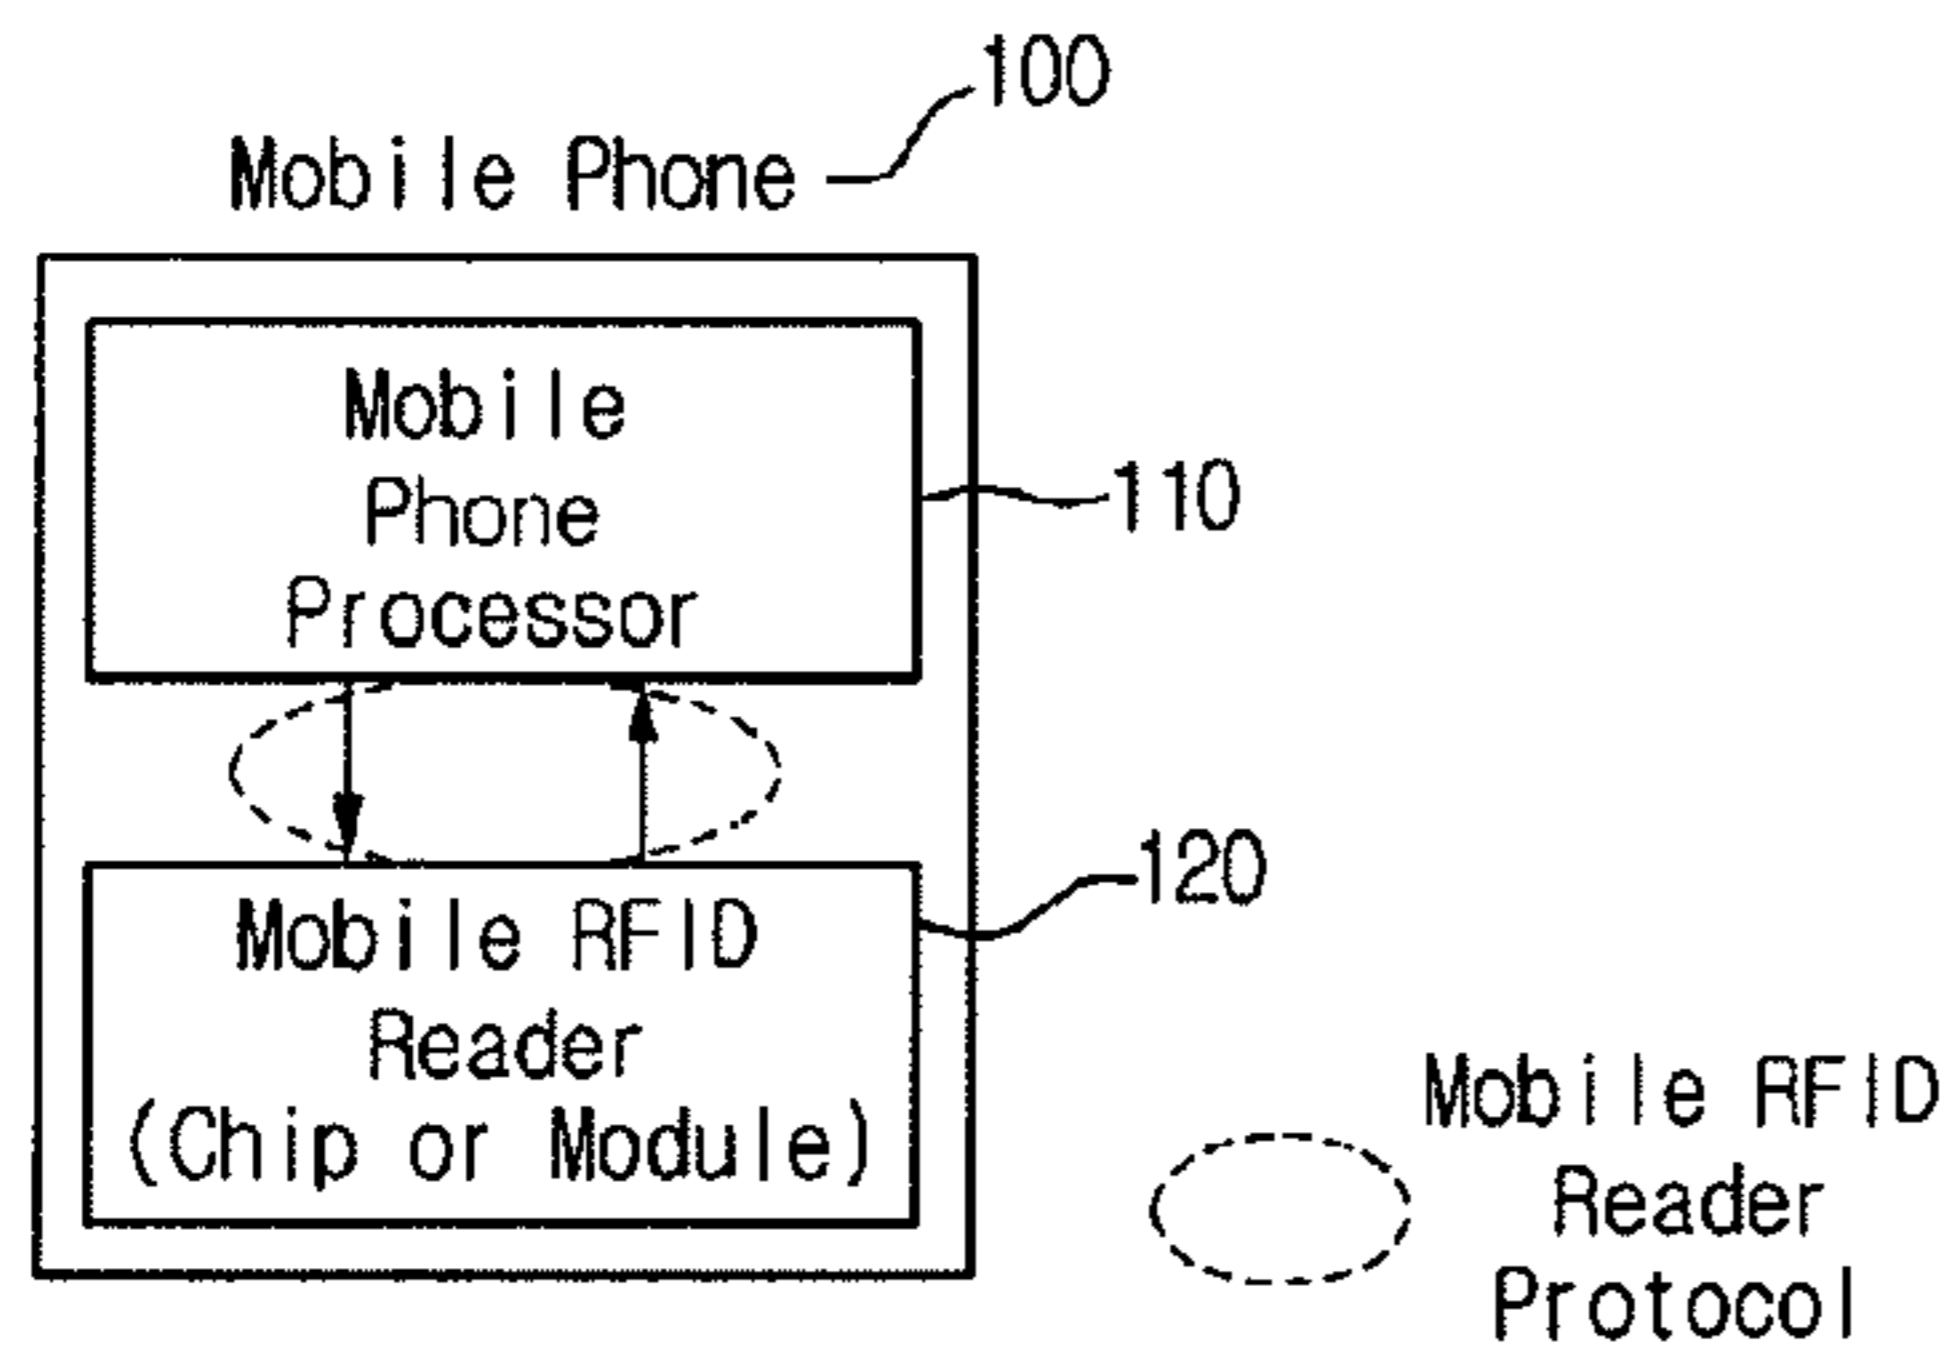 100
Mobile Phone
Mobile
Phone
Processor
110
120
Mobile RFID
Reader
(Chip or Module)
Mobile RFID
Reader
Protocol